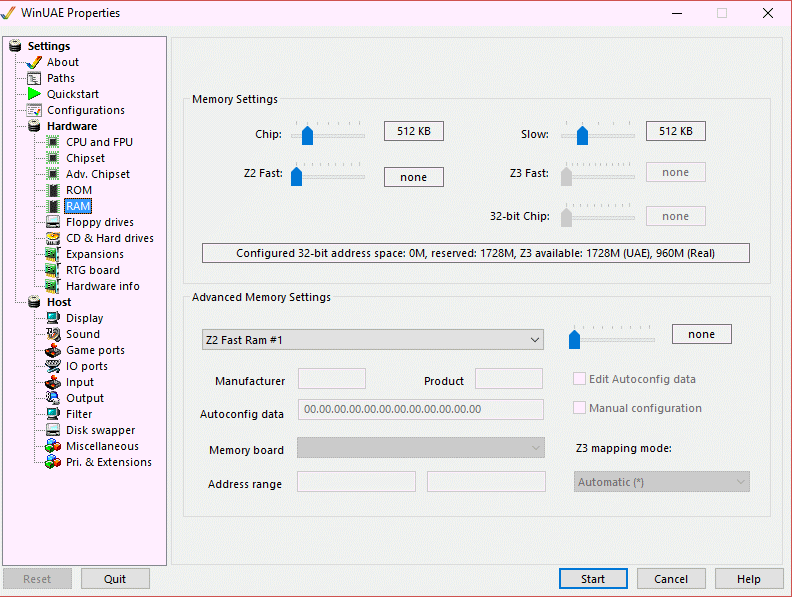 WinUAE Properties
Settings
About
Paths
Quickstart
Configurations
Hardware
CPU and FPU
Chipset
Adv. Chipset
ROM
RAM
Floppy drives
CD & Hard drives
Expansions
RTG board
Hardware info
Host
Display
Sound
Game ports
IO ports
Input
Output
Filter
Disk swapper
Miscellaneous
Pri. & Extensions
Memory Settings
Chip: 512 KB Slow: 512 KB
Z2 Fast: none Z3 Fast: none
32-bit Chip: none
Configured 32-bit address space: 0M, reserved: 1728M, Z3 available: 1728M (UAE), 960M (Real)
Advanced Memory Settings
Z2 Fast Ram #1 none
Manufacturer Product Edit Autoconfig data
Autoconfig data 00.00.00.00.00.00.00.00.00.00.00.00 Manual configuration
Memory board Z3 mapping mode:
Address range Automatic (*)
Reset Quit Start Cancel Help